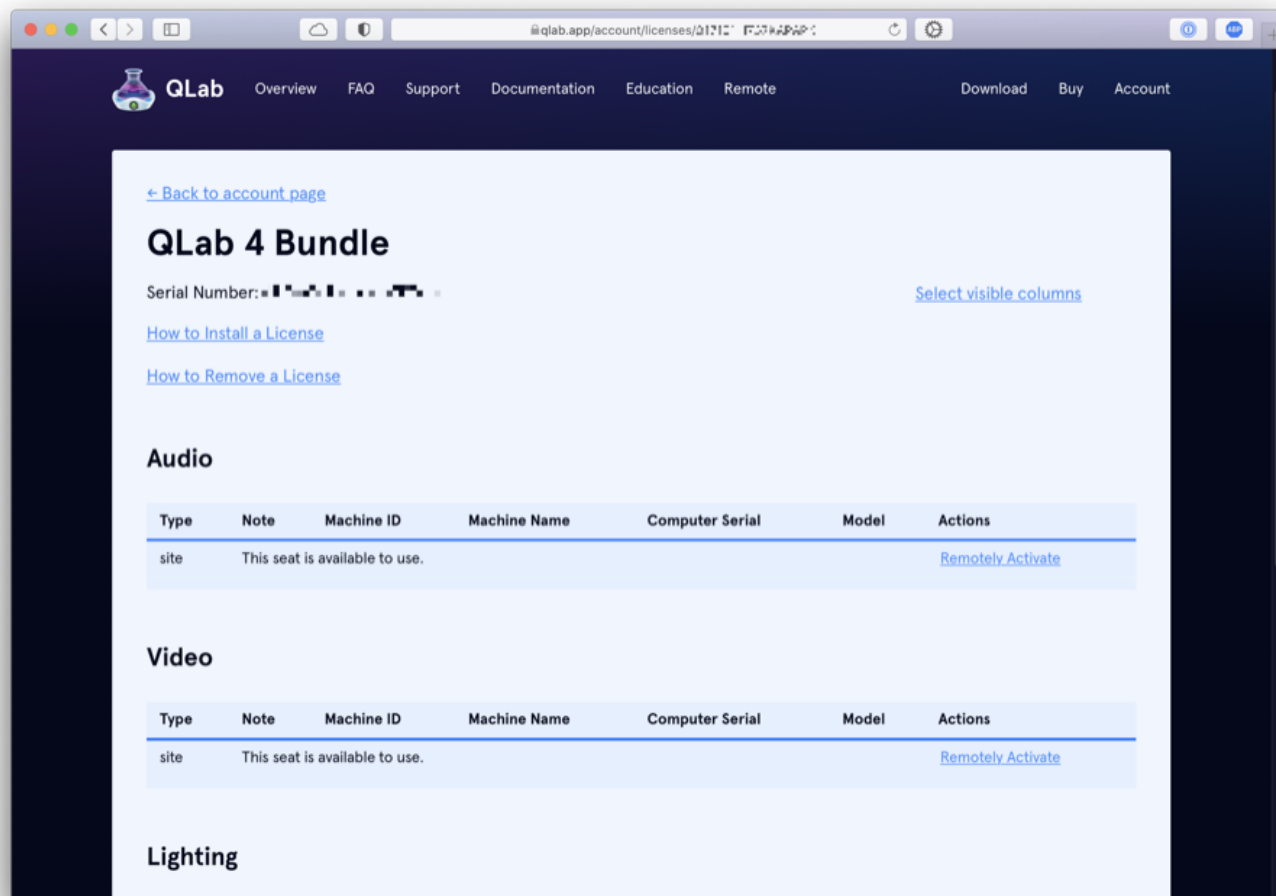 qlab.app/account/licenses/
QLab Overview FAQ Support Documentation Education Remote Download Buy Account
← Back to account page
QLab 4 Bundle
Serial Number:
Select visible columns
How to Install a License
How to Remove a License
Audio
Type Note Machine ID Machine Name Computer Serial Model Actions
site This seat is available to use. Remotely Activate
Video
Type Note Machine ID Machine Name Computer Serial Model Actions
site This seat is available to use. Remotely Activate
Lighting
ABP